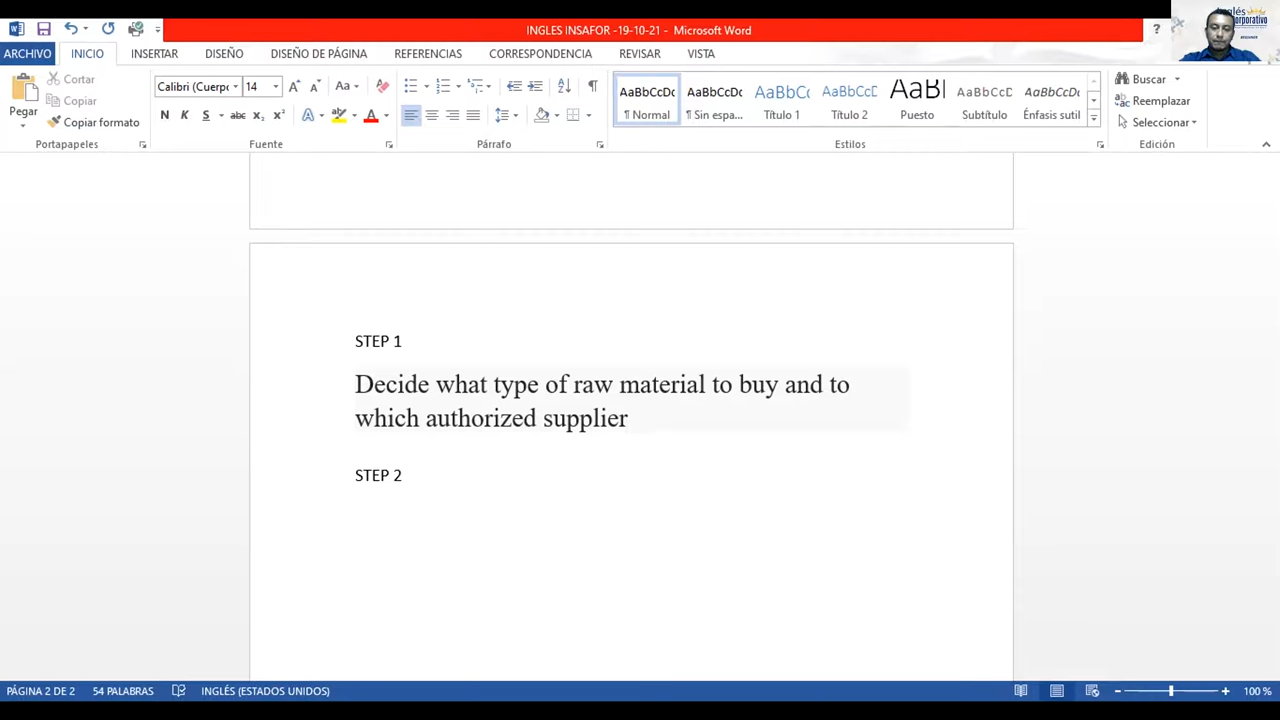 INGLES INSAFOR -19-10-21 - Microsoft Word
ARCHIVO INICIO INSERTAR DISEÑO DISEÑO DE PÁGINA REFERENCIAS CORRESPONDENCIA REVISAR VISTA
Pegar
Cortar
Copiar
Copiar formato
Portapapeles
Calibri (Cuerpo 14
Fuente
Párrafo
AaBbCcDc AaBbCcDc AaBbCc AaBbCcD AaBl AaBbCcD AaBbCcDc
¶ Normal ¶ Sin espa... Título 1 Título 2 Puesto Subtítulo Énfasis sutil
Estilos
Buscar
Reemplazar
Seleccionar
Edición
STEP 1
Decide what type of raw material to buy and to
which authorized supplier
STEP 2
PÁGINA 2 DE 2 54 PALABRAS INGLÉS (ESTADOS UNIDOS) 100 %